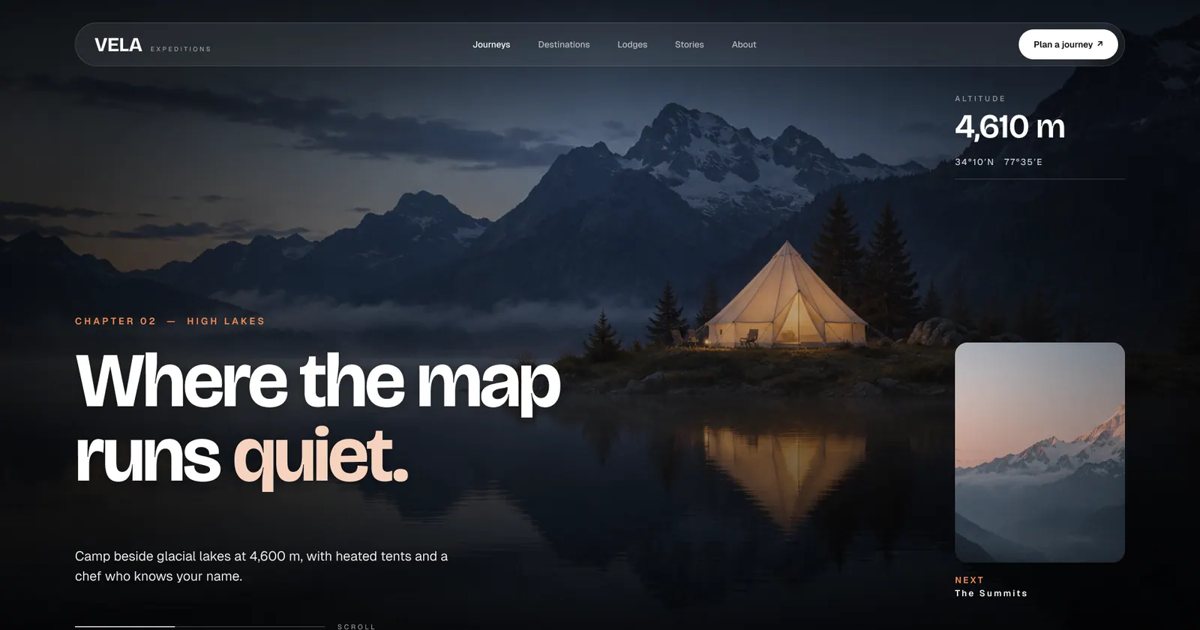 VELA EXPEDITIONS
Journeys Destinations Lodges Stories About
Plan a journey ↗
ALTITUDE
4,610 m
34°10′N 77°35′E
CHAPTER 02 — HIGH LAKES
Where the map
runs quiet.
Camp beside glacial lakes at 4,600 m, with heated tents and a
chef who knows your name.
NEXT
The Summits
SCROLL